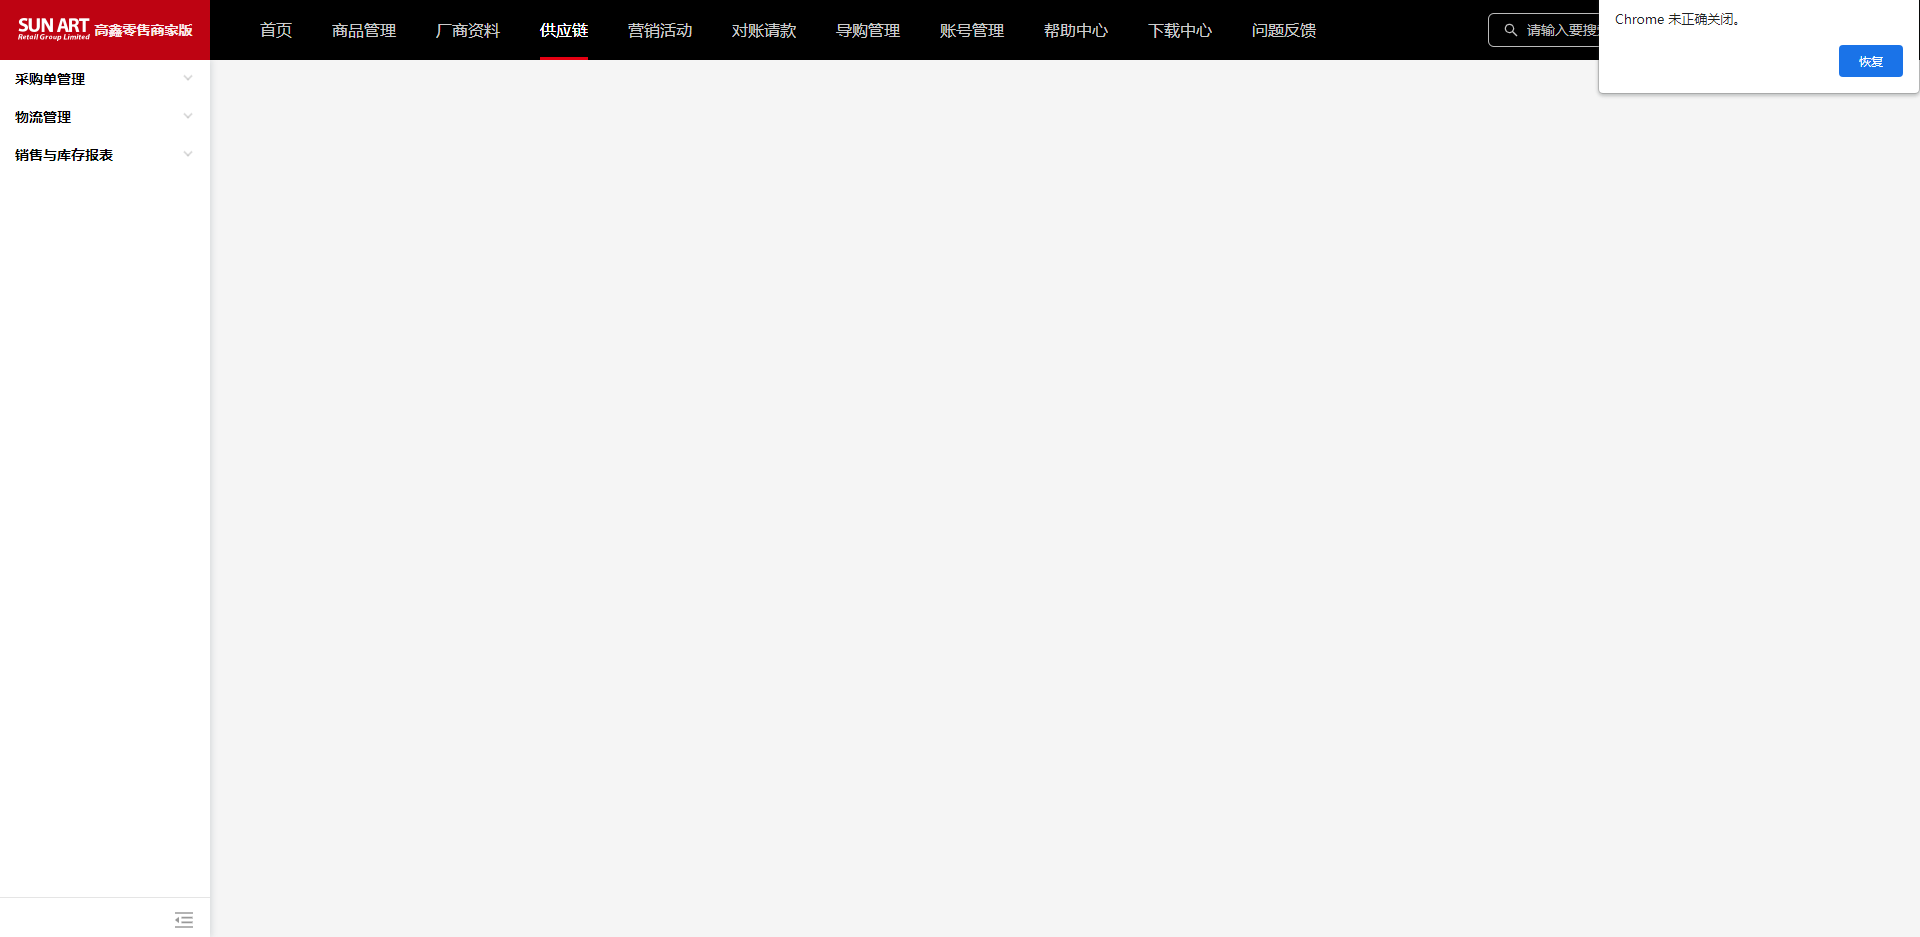 SUN ART
Retail Group Limited
高鑫零售商家版
首页
商品管理
厂商资料
供应链
营销活动
对账请款
导购管理
账号管理
帮助中心
下载中心
问题反馈
请输入要搜
Chrome 未正确关闭。
恢复
采购单管理
物流管理
销售与库存报表